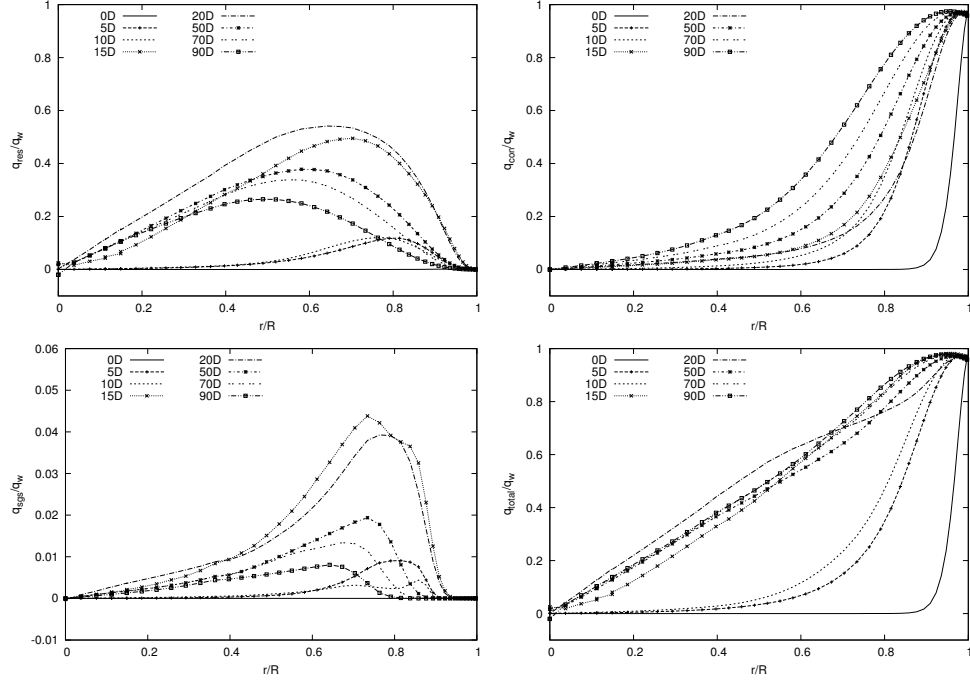 1
0.8
0.6
0.4
0.2
0
0 0.2 0.4 0.6 0.8 1
q_res/q_w
r/R
0D 20D
5D 50D
10D 70D
15D 90D
1
0.8
0.6
0.4
0.2
0
0 0.2 0.4 0.6 0.8 1
q_con/q_w
r/R
0D 20D
5D 50D
10D 70D
15D 90D
0.06
0.05
0.04
0.03
0.02
0.01
0
-0.01
0 0.2 0.4 0.6 0.8 1
q_sgs/q_w
r/R
0D 20D
5D 50D
10D 70D
15D 90D
1
0.8
0.6
0.4
0.2
0
0 0.2 0.4 0.6 0.8 1
q_total/q_w
r/R
0D 20D
5D 50D
10D 70D
15D 90D